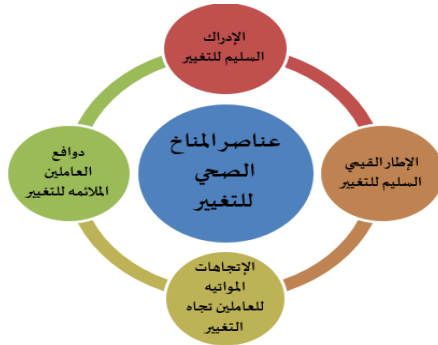 الإدراك
السليم للتغيير
عناصر المناخ
الصحي
للتغيير
الإطار القيمي
السليم للتغيير
دوافع
العاملين
الملائمه للتغيير
الإتجاهات
المواتيه
للعاملين تجاه
التغيير